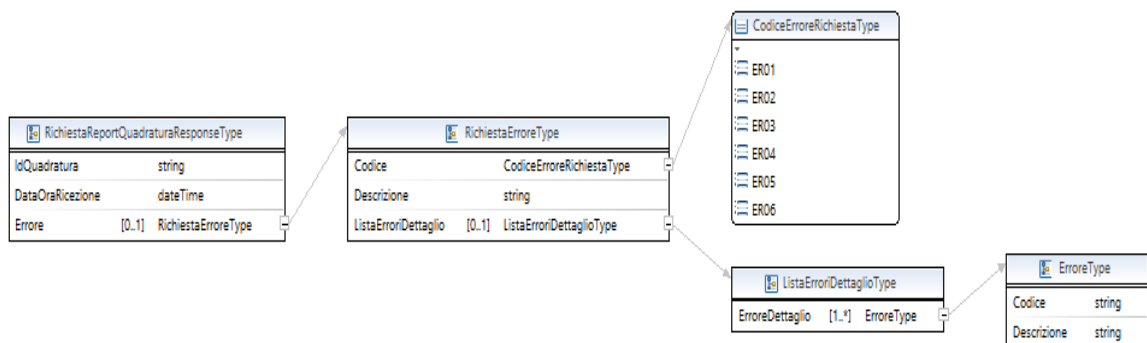 CodiceErroreRichiestaType
ER01
ER02
ER03
ER04
ER05
ER06
RichiestaReportQuadraturaResponseType
IdQuadratura string
DataOraRicezione dateTime
Errore [0..1] RichiestaErroreType
RichiestaErroreType
Codice CodiceErroreRichiestaType
Descrizione string
ListaErroriDettaglio [0..1] ListaErroriDettaglioType
ListaErroriDettaglioType
ErroreDettaglio [1..*] ErroreType
ErroreType
Codice string
Descrizione string